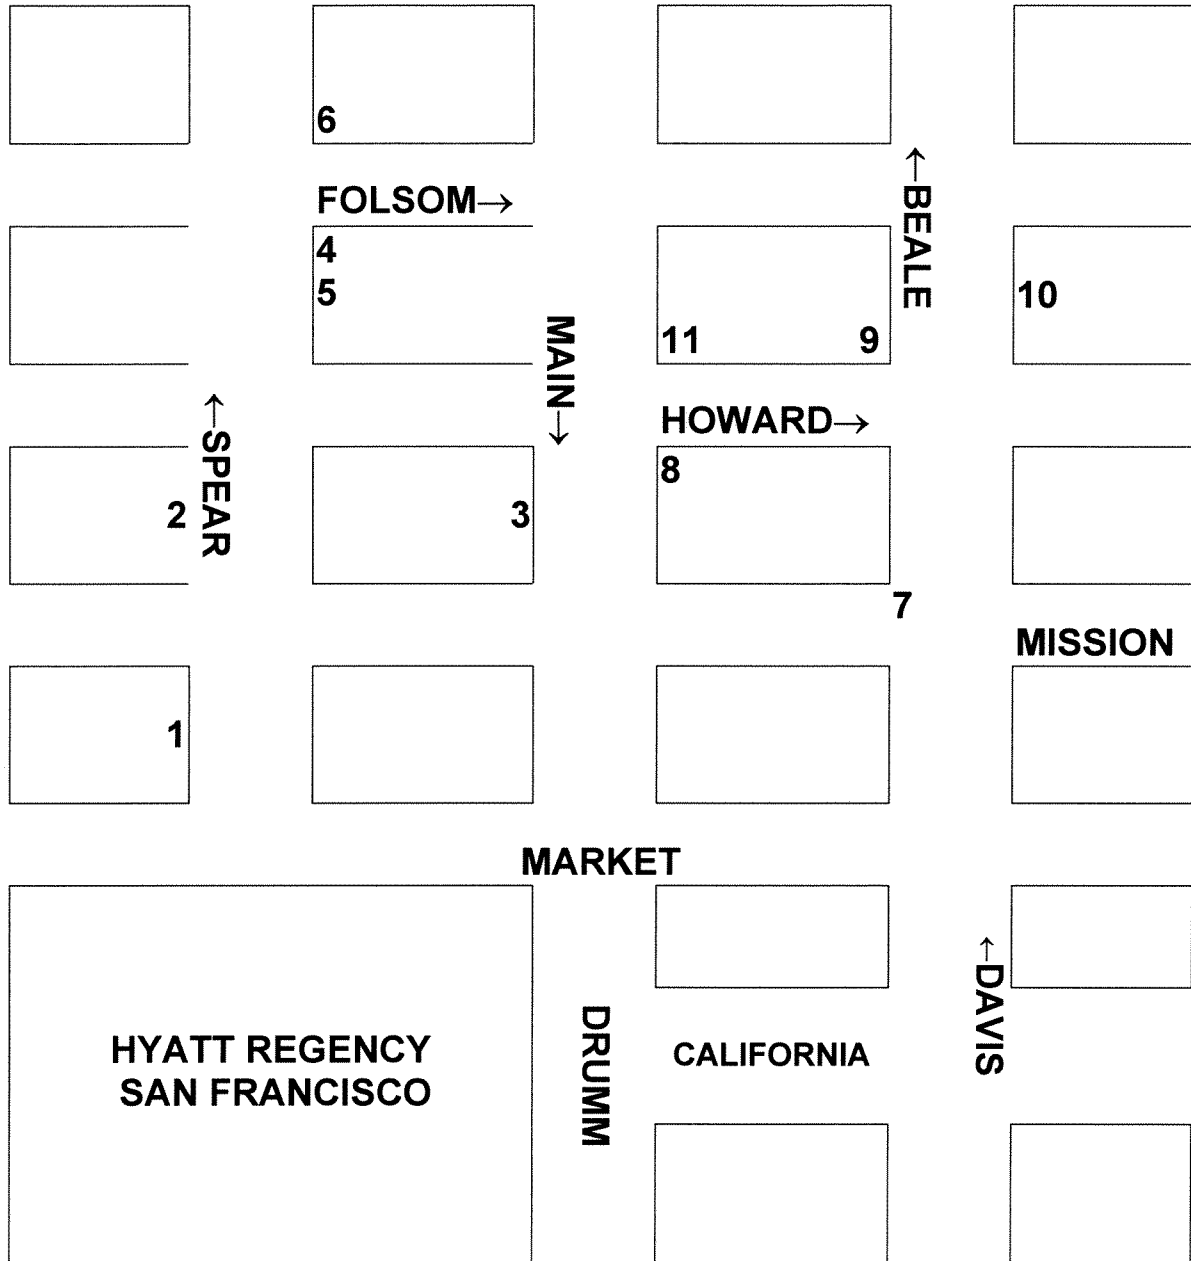 6
FOLSOM→
←BEALE
4
5
10
MAIN→
11
9
←SPEAR
HOWARD→
8
2
3
7
MISSION
1
MARKET
←DAVIS
HYATT REGENCY
SAN FRANCISCO
DRUMM
CALIFORNIA